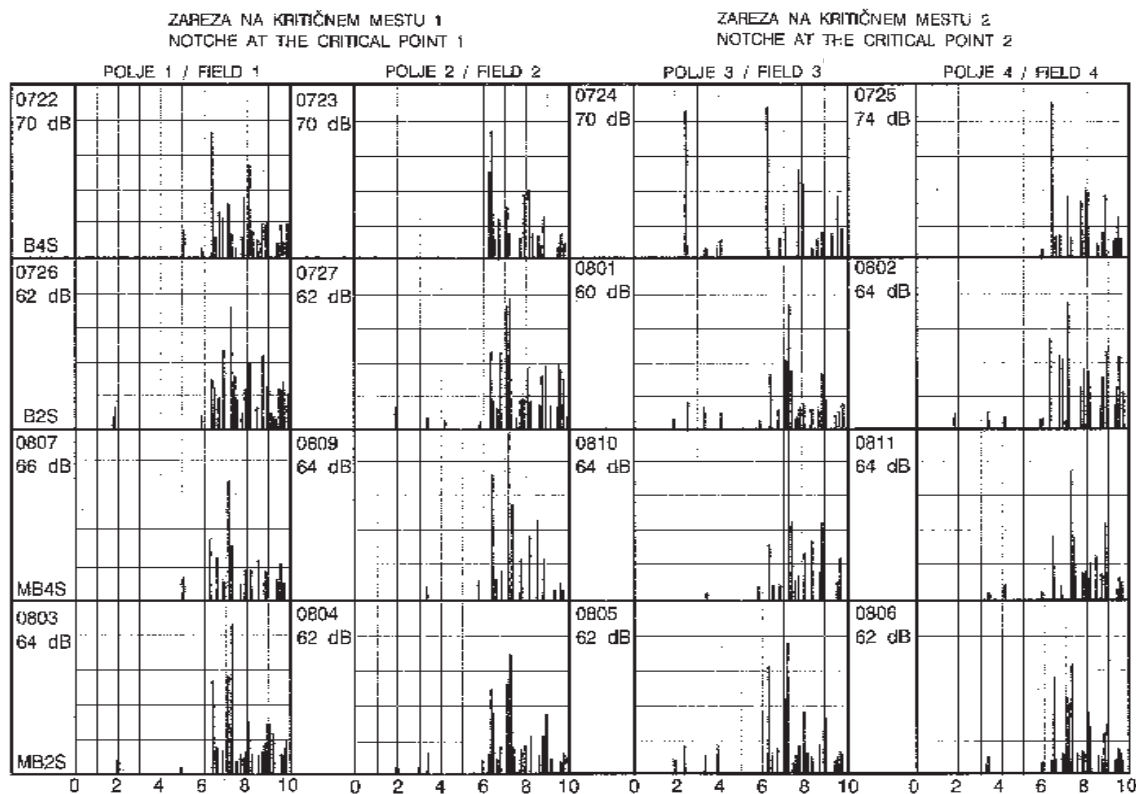 ZAREZA NA KRITIČNEM MESTU 1
NOTCHE AT THE CRITICAL POINT 1
ZAREZA NA KRITIČNEM MESTU 2
NOTCHE AT THE CRITICAL POINT 2
POLJE 1 / FIELD 1
POLJE 2 / FIELD 2
POLJE 3 / FIELD 3
POLJE 4 / FIELD 4
0722
70 dB
B4S
0723
70 dB
0724
70 dB
0725
74 dB
0726
62 dB
B2S
0727
62 dB
0801
60 dB
0802
64 dB
0807
66 dB
MB4S
0809
64 dB
0810
64 dB
0811
64 dB
0803
64 dB
MB2S
0804
62 dB
0805
62 dB
0806
62 dB
0 2 4 6 8 10
0 2 4 6 8 10
0 2 4 6 8 10
0 2 4 6 8 10